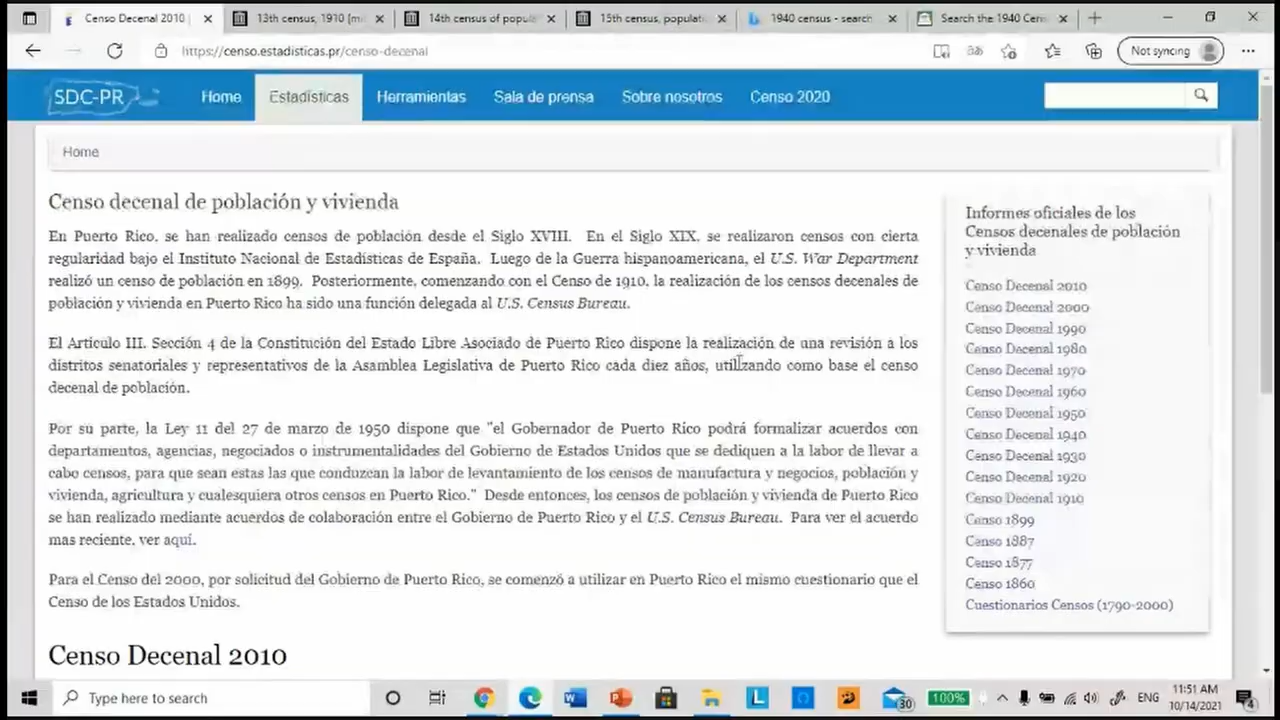 Censo Decenal 2010 |
13th census, 1910 [mi
14th census of popula
15th census, populati
1940 census - search
Search the 1940 Cens
https://censo.estadisticas.pr/censo-decenal
Not syncing
SDC-PR
Home Estadísticas Herramientas Sala de prensa Sobre nosotros Censo 2020
Home
Censo decenal de población y vivienda
En Puerto Rico, se han realizado censos de población desde el Siglo XVIII. En el Siglo XIX, se realizaron censos con cierta
regularidad bajo el Instituto Nacional de Estadísticas de España. Luego de la Guerra hispanoamericana, el U.S. War Department
realizó un censo de población en 1899. Posteriormente, comenzando con el Censo de 1910, la realización de los censos decenales de
población y vivienda en Puerto Rico ha sido una función delegada al U.S. Census Bureau.
El Artículo III, Sección 4 de la Constitución del Estado Libre Asociado de Puerto Rico dispone la realización de una revisión a los
distritos senatoriales y representativos de la Asamblea Legislativa de Puerto Rico cada diez años, utilizando como base el censo
decenal de población.
Por su parte, la Ley 11 del 27 de marzo de 1950 dispone que "el Gobernador de Puerto Rico podrá formalizar acuerdos con
departamentos, agencias, negociados o instrumentalidades del Gobierno de Estados Unidos que se dediquen a la labor de llevar a
cabo censos, para que sean estas las que conduzcan la labor de levantamiento de los censos de manufactura y negocios, población y
vivienda, agricultura y cualesquiera otros censos en Puerto Rico." Desde entonces, los censos de población y vivienda de Puerto Rico
se han realizado mediante acuerdos de colaboración entre el Gobierno de Puerto Rico y el U.S. Census Bureau. Para ver el acuerdo
mas reciente, ver aquí.
Para el Censo del 2000, por solicitud del Gobierno de Puerto Rico, se comenzó a utilizar en Puerto Rico el mismo cuestionario que el
Censo de los Estados Unidos.
Censo Decenal 2010
Informes oficiales de los
Censos decenales de población
y vivienda
Censo Decenal 2010
Censo Decenal 2000
Censo Decenal 1990
Censo Decenal 1980
Censo Decenal 1970
Censo Decenal 1960
Censo Decenal 1950
Censo Decenal 1940
Censo Decenal 1930
Censo Decenal 1920
Censo Decenal 1910
Censo 1899
Censo 1887
Censo 1877
Censo 1860
Cuestionarios Censos (1790-2000)
Type here to search
30
100%
ENG
11:51 AM
10/14/2021
4